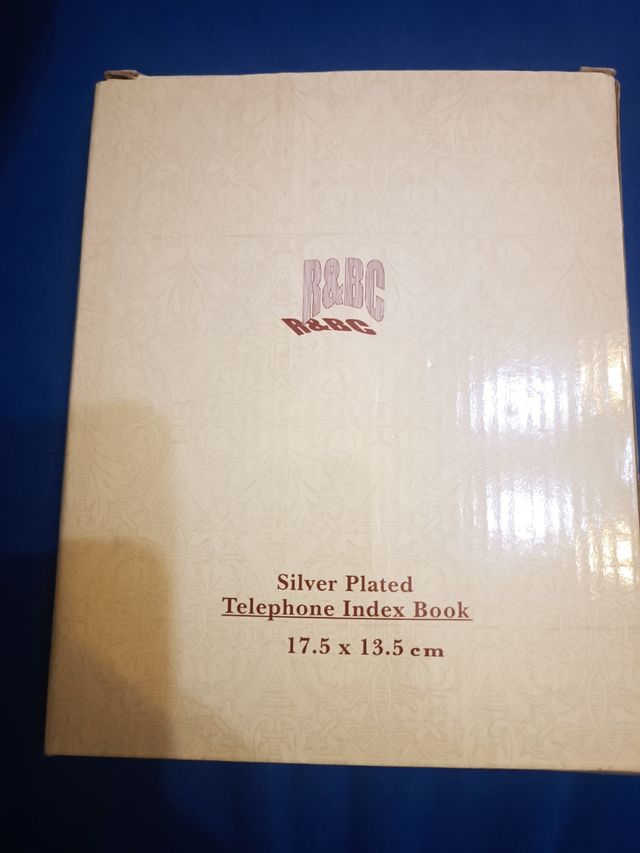 R&BC
R&BC
Silver Plated
Telephone Index Book
17.5 x 13.5 cm